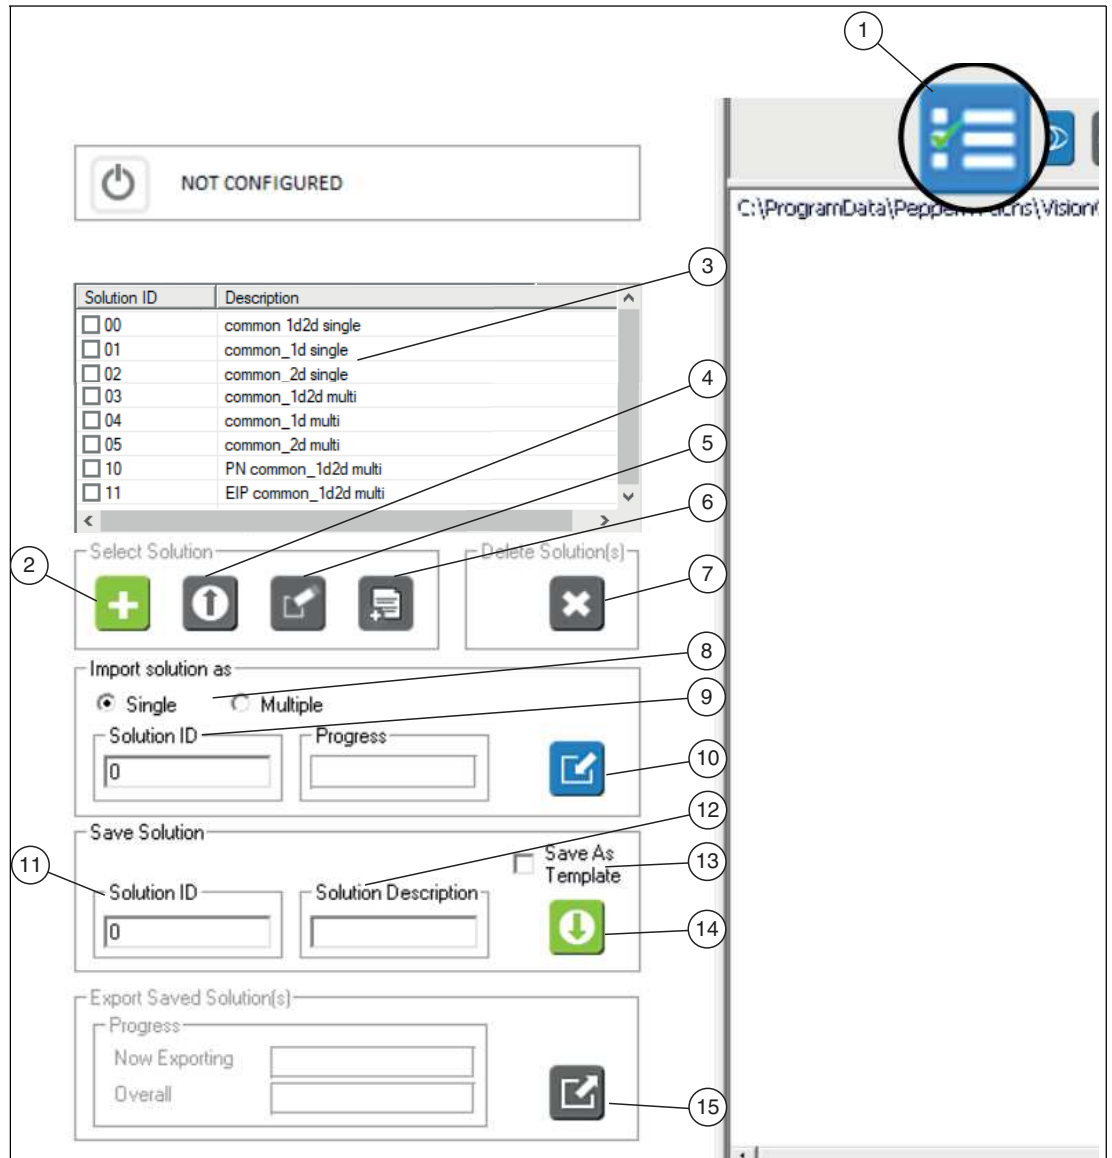 1
NOT CONFIGURED
C:\ProgramData\Pepperl+Fuchs\Vision
3
Solution ID Description
00 common 1d2d single
01 common_1d single
02 common_2d single
03 common_1d2d multi
04 common_1d multi
05 common_2d multi
10 PN common_1d2d multi
11 EIP common_1d2d multi
4
5
6
2
Select Solution Delete Solution(s)
7
Import solution as
8
Single Multiple
9
Solution ID Progress
0
10
12
Save Solution
Save As
Template
13
11
Solution ID Solution Description
0
14
Export Saved Solution(s)
Progress
Now Exporting
Overall
15